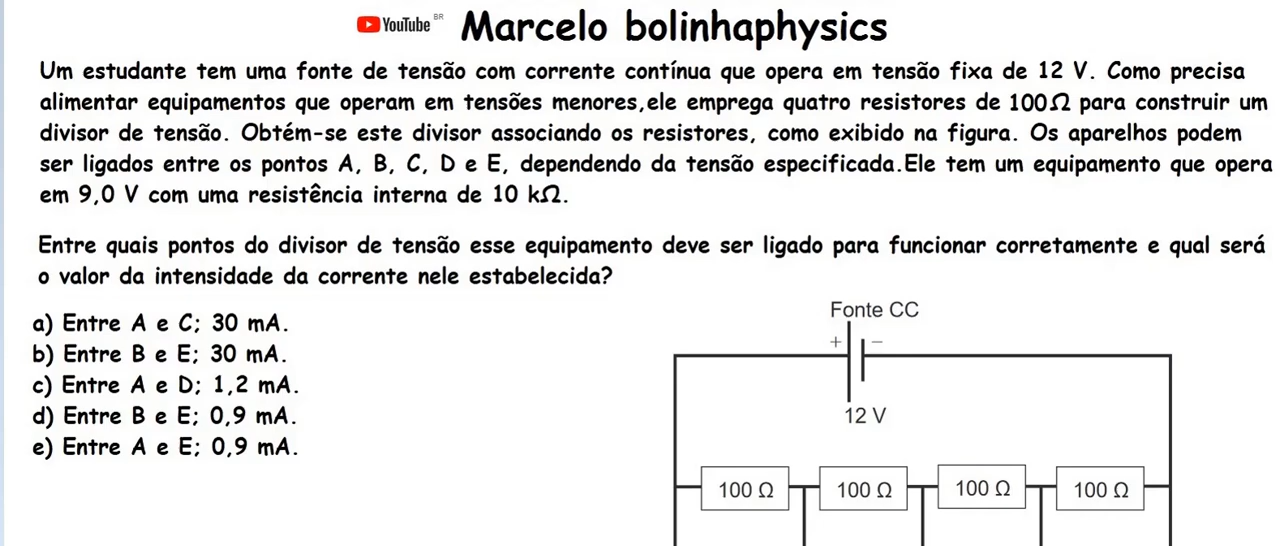 YouTube BR Marcelo bolinhaphysics
Um estudante tem uma fonte de tensão com corrente contínua que opera em tensão fixa de 12 V. Como precisa
alimentar equipamentos que operam em tensões menores,ele emprega quatro resistores de 100Ω para construir um
divisor de tensão. Obtém-se este divisor associando os resistores, como exibido na figura. Os aparelhos podem
ser ligados entre os pontos A, B, C, D e E, dependendo da tensão especificada.Ele tem um equipamento que opera
em 9,0 V com uma resistência interna de 10 kΩ.
Entre quais pontos do divisor de tensão esse equipamento deve ser ligado para funcionar corretamente e qual será
o valor da intensidade da corrente nele estabelecida?
a) Entre A e C; 30 mA.
b) Entre B e E; 30 mA.
c) Entre A e D; 1,2 mA.
d) Entre B e E; 0,9 mA.
e) Entre A e E; 0,9 mA.
Fonte CC
+ −
12 V
100 Ω 100 Ω 100 Ω 100 Ω